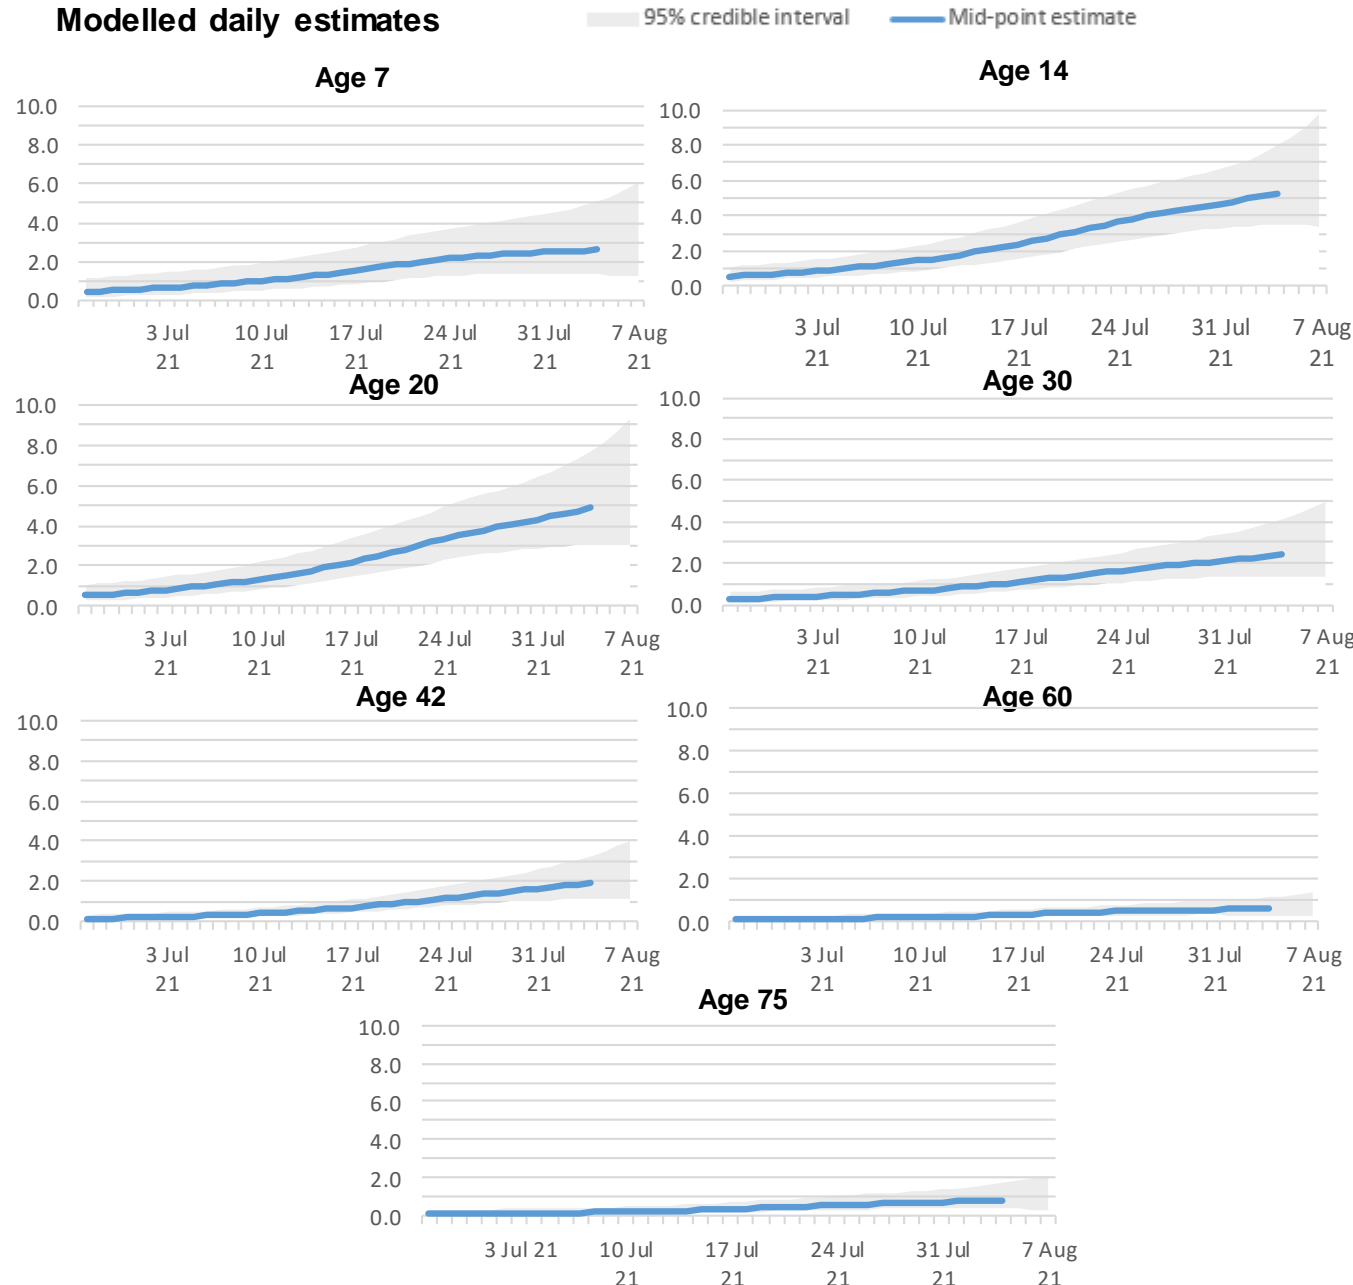 Modelled daily estimates
95% credible interval
Mid-point estimate
Age 7
10.0
8.0
6.0
4.0
2.0
0.0
3 Jul 10 Jul 17 Jul 24 Jul 31 Jul 7 Aug
21 21 21 21 21 21
Age 14
10.0
8.0
6.0
4.0
2.0
0.0
3 Jul 10 Jul 17 Jul 24 Jul 31 Jul 7 Aug
21 21 21 21 21 21
Age 20
10.0
8.0
6.0
4.0
2.0
0.0
3 Jul 10 Jul 17 Jul 24 Jul 31 Jul 7 Aug
21 21 21 21 21 21
Age 30
10.0
8.0
6.0
4.0
2.0
0.0
3 Jul 10 Jul 17 Jul 24 Jul 31 Jul 7 Aug
21 21 21 21 21 21
Age 42
10.0
8.0
6.0
4.0
2.0
0.0
3 Jul 10 Jul 17 Jul 24 Jul 31 Jul 7 Aug
21 21 21 21 21 21
Age 60
10.0
8.0
6.0
4.0
2.0
0.0
3 Jul 10 Jul 17 Jul 24 Jul 31 Jul 7 Aug
21 21 21 21 21 21
Age 75
10.0
8.0
6.0
4.0
2.0
0.0
3 Jul 21 10 Jul 17 Jul 24 Jul 31 Jul 7 Aug
21 21 21 21 21